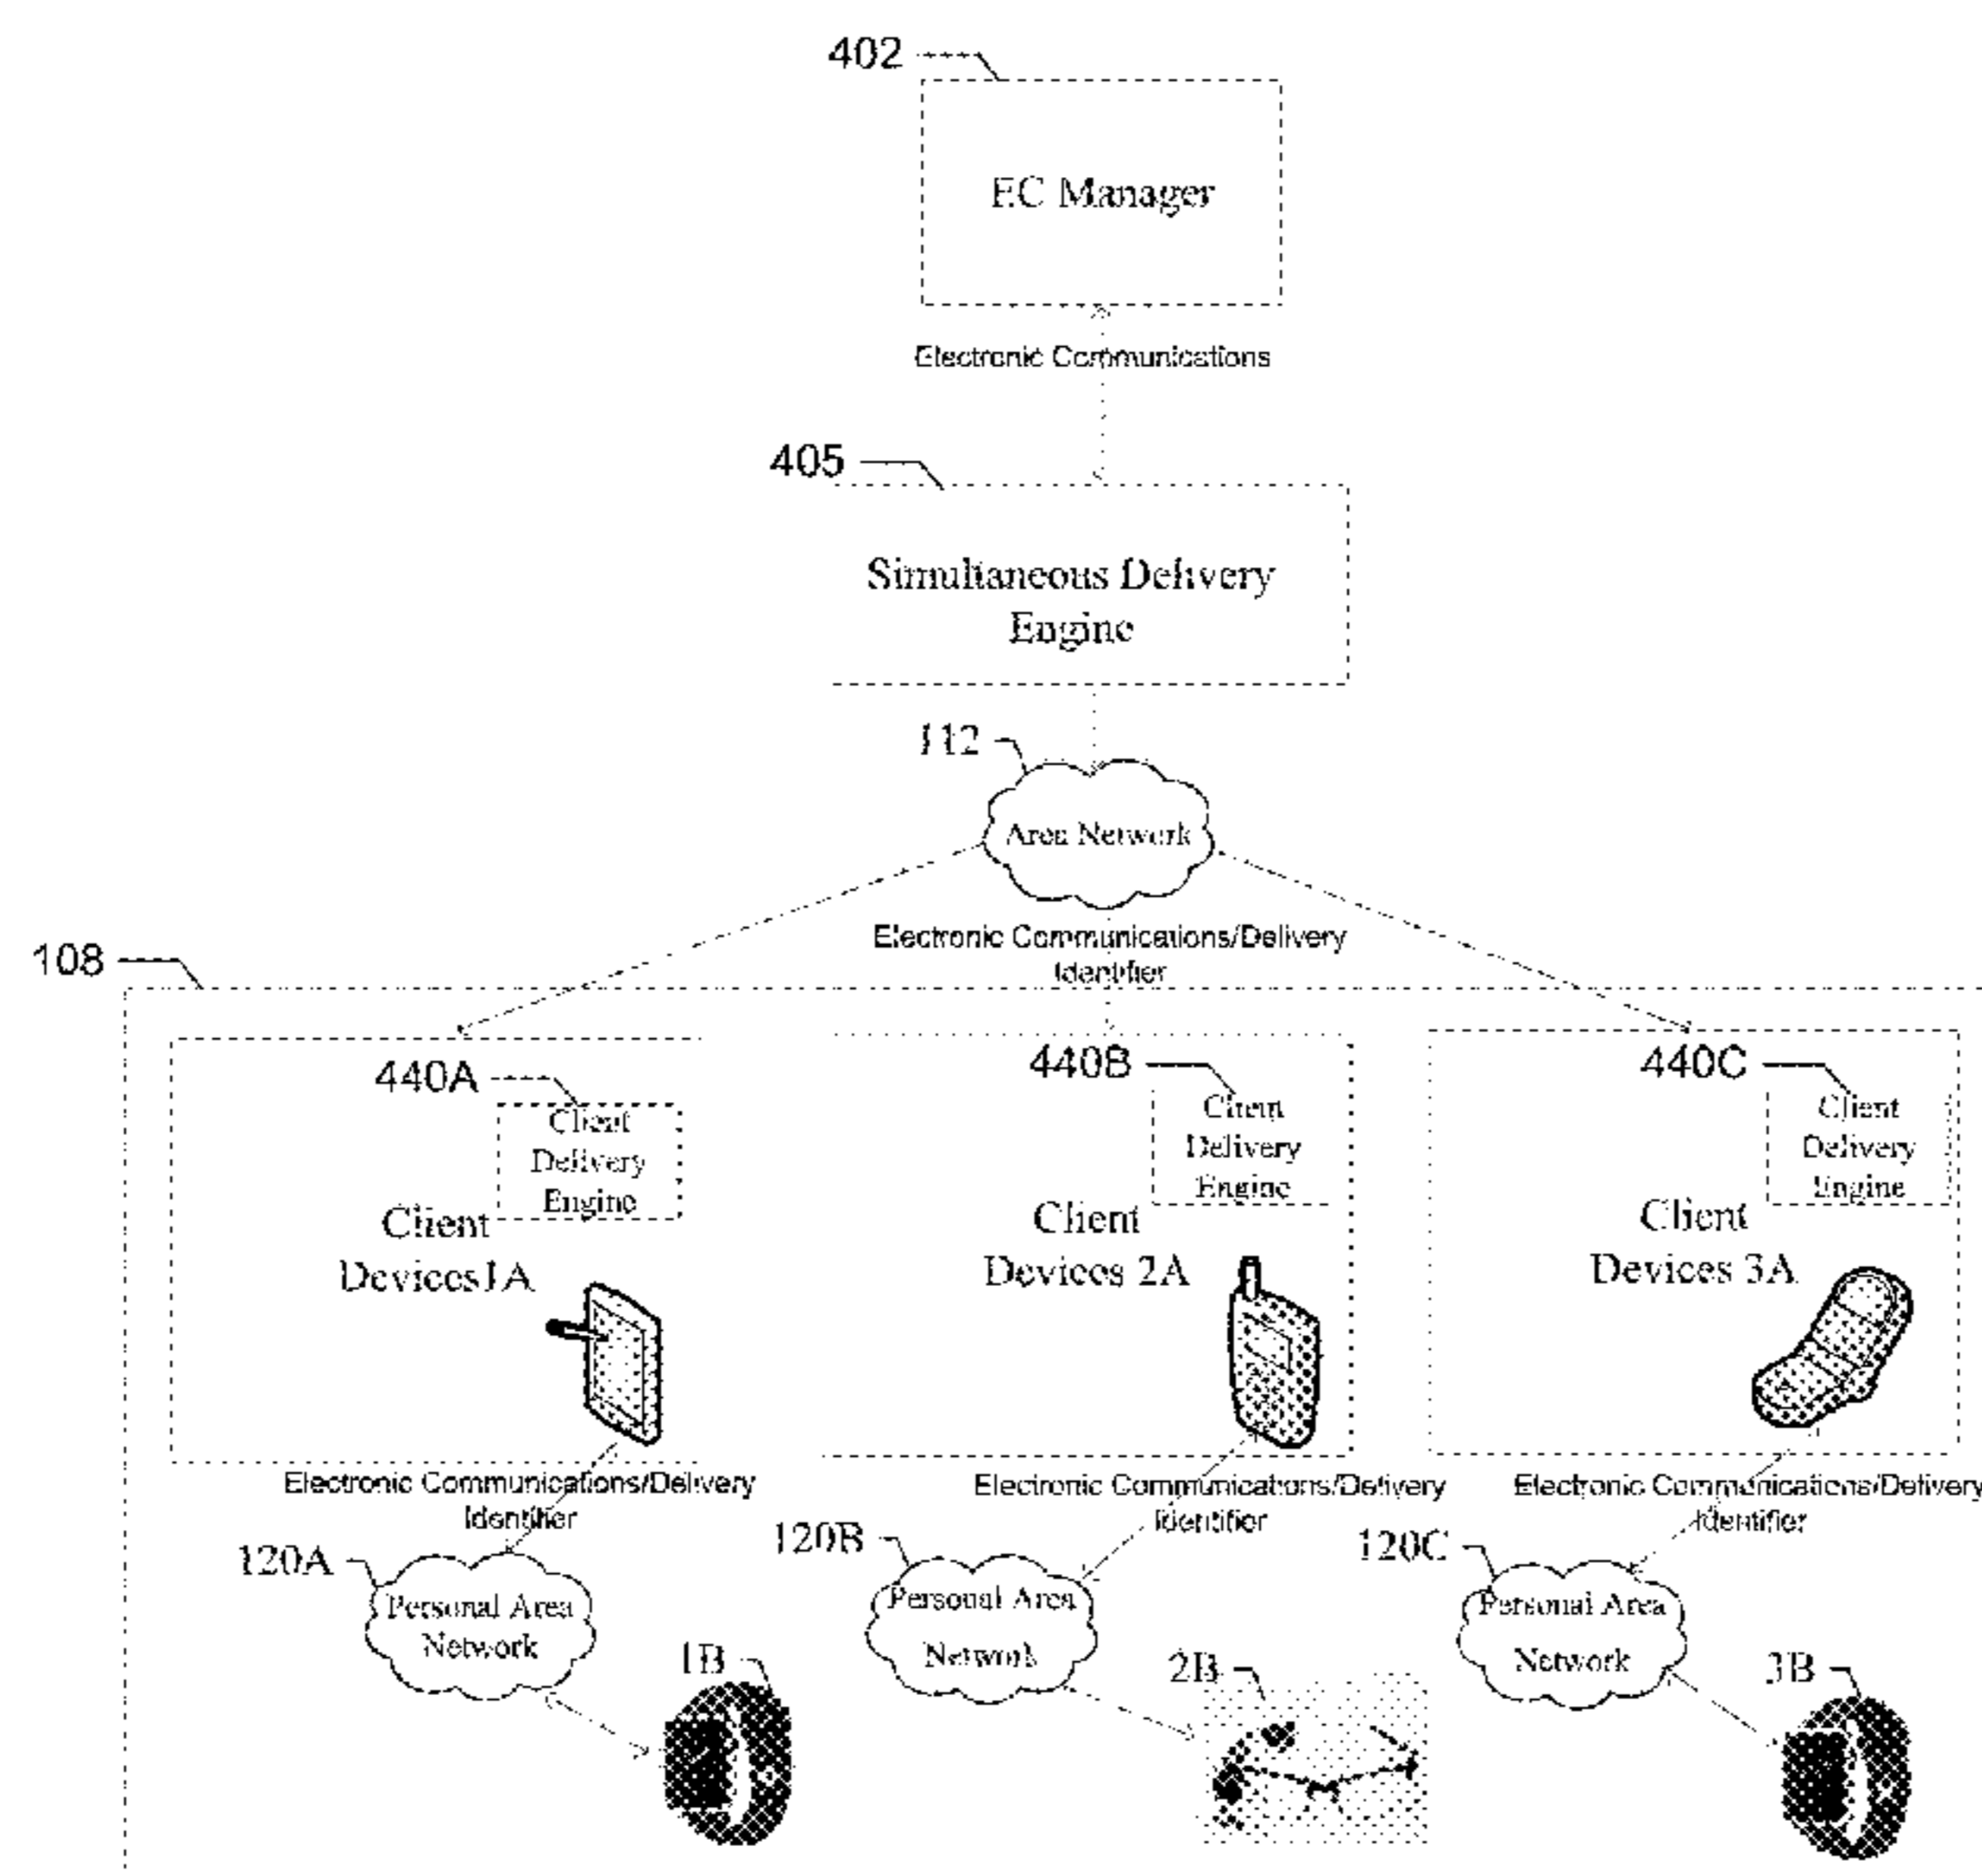 402
EC Manager
Electronic Communications
405
Simultaneous Delivery
Engine
112
Area Network
Electronic Communications/Delivery
Identifier
108
440A
Client
Delivery
Engine
Client
Devices1A
440B
Client
Delivery
Engine
Client
Devices 2A
440C
Client
Delivery
Engine
Client
Devices 3A
Electronic Communications/Delivery
Identifier
Electronic Communications/Delivery
Identifier
Electronic Communications/Delivery
Identifier
120A
Personal Area
Network
1B
120B
Personal Area
Network
2B
120C
Personal Area
Network
3B